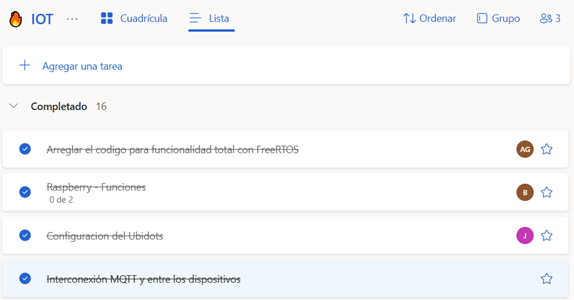 IOT ... Cuadrícula Lista Ordenar Grupo 3
Agregar una tarea
Completado 16
Arreglar el codigo para funcionalidad total con FreeRTOS AG
Raspberry - Funciones B
0 de 2
Configuracion del Ubidots J
Interconexión MQTT y entre los dispositivos